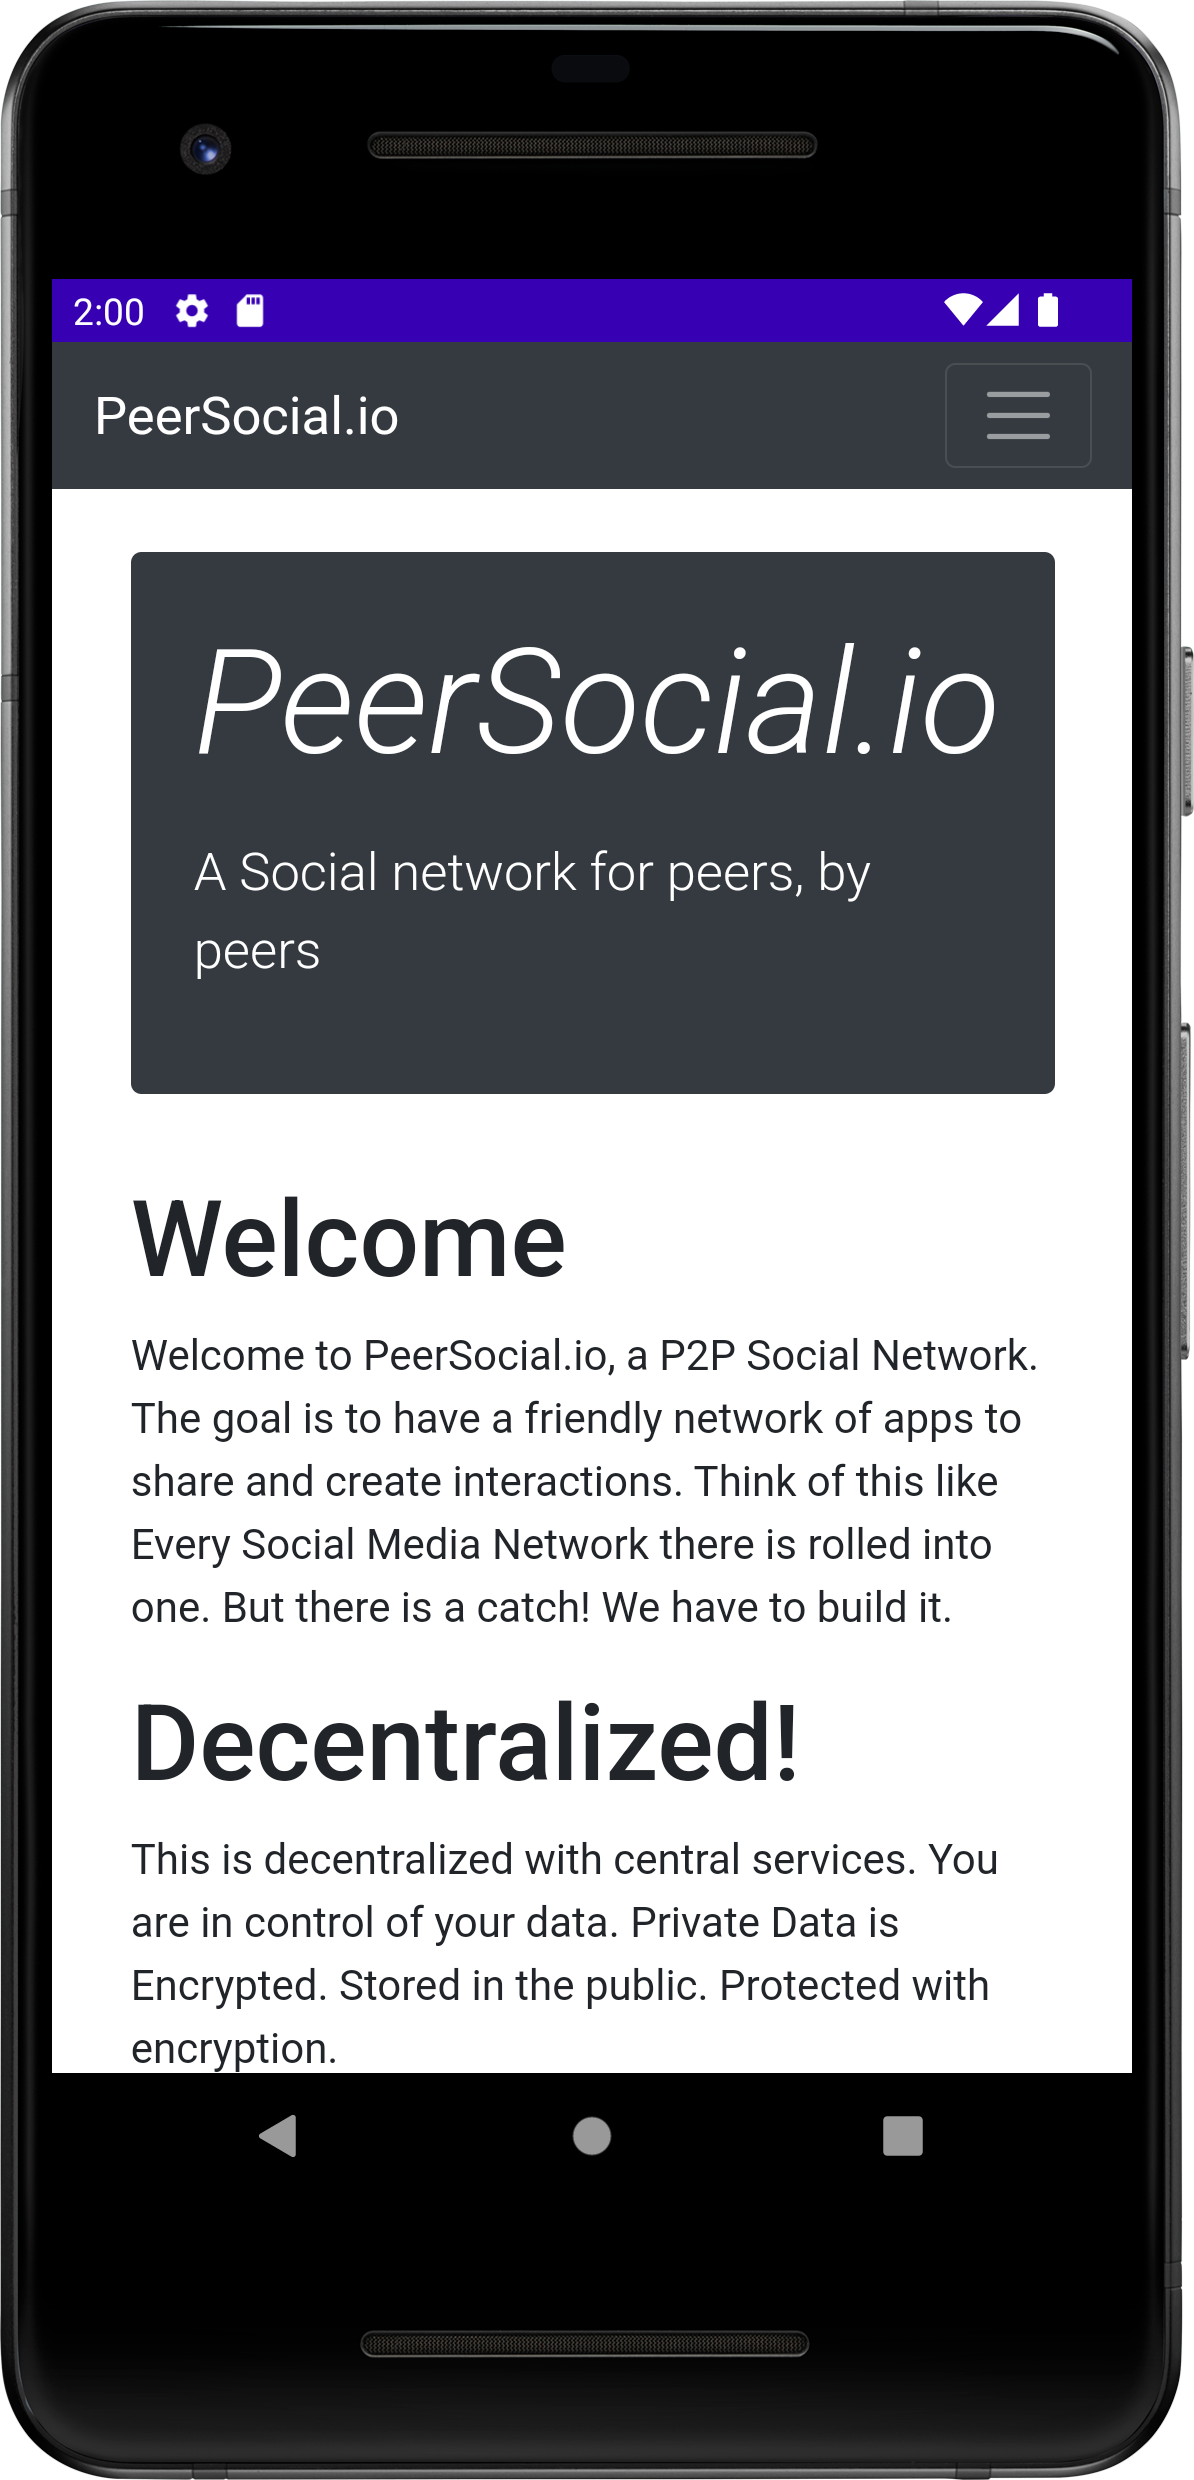 2:00
PeerSocial.io
PeerSocial.io
A Social network for peers, by
peers
Welcome
Welcome to PeerSocial.io, a P2P Social Network.
The goal is to have a friendly network of apps to
share and create interactions. Think of this like
Every Social Media Network there is rolled into
one. But there is a catch! We have to build it.
Decentralized!
This is decentralized with central services. You
are in control of your data. Private Data is
Encrypted. Stored in the public. Protected with
encryption.